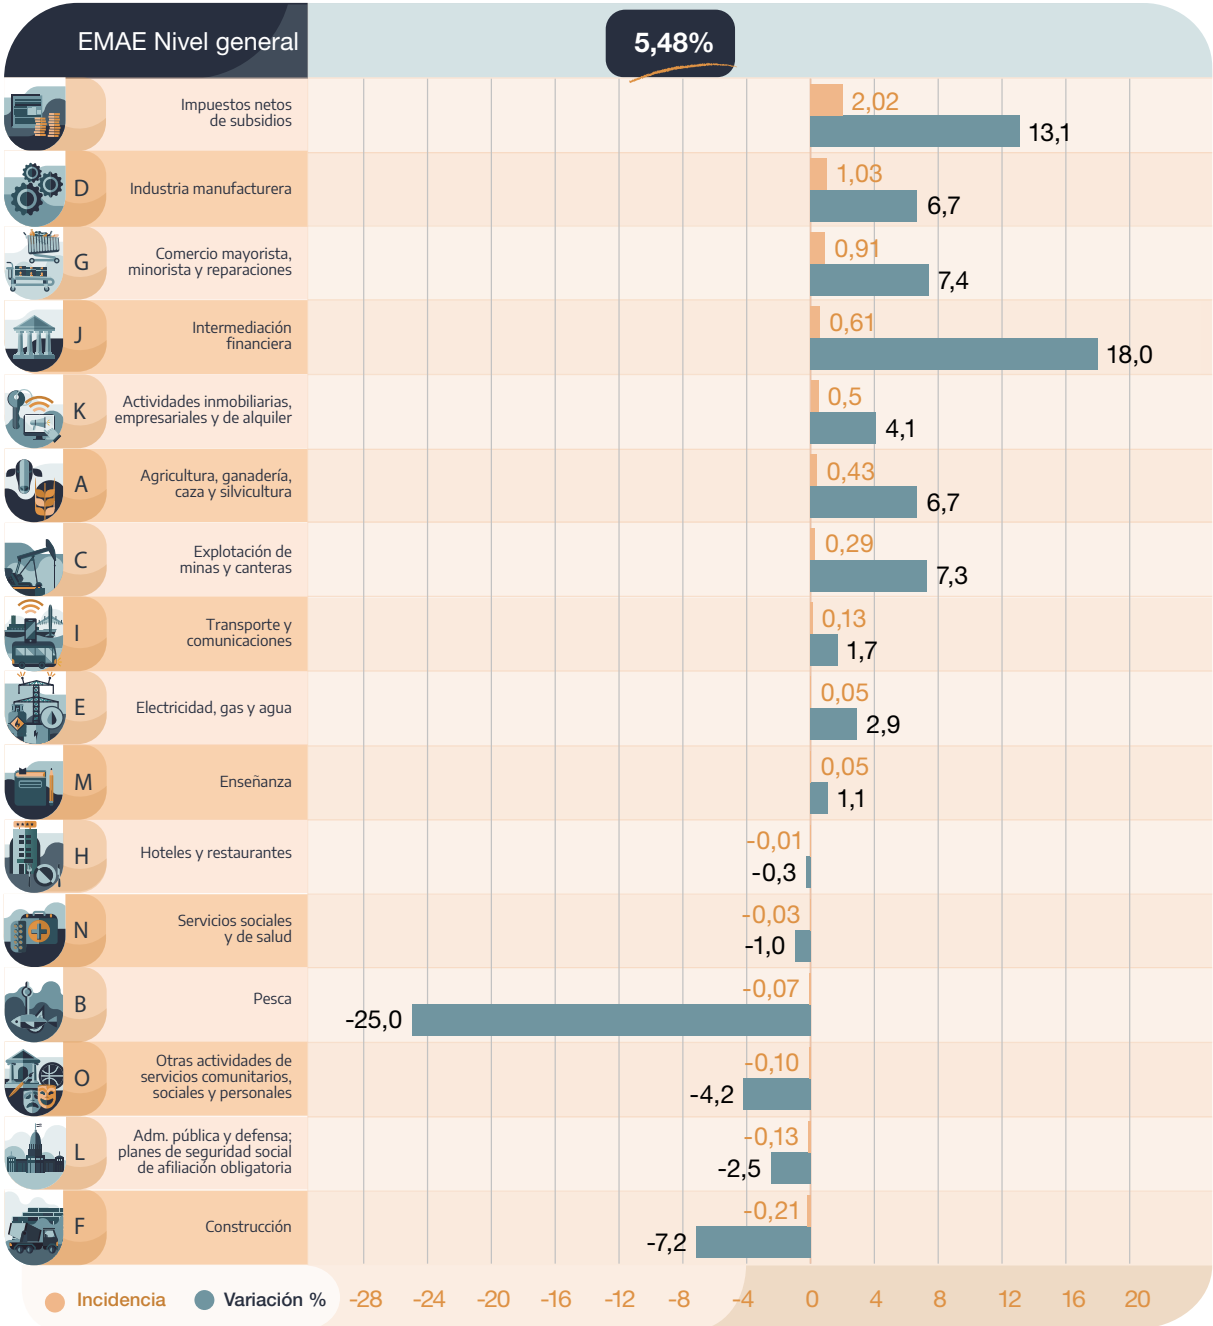 EMAE Nivel general
5,48%
Impuestos netos
de subsidios
2,02
13,1
D
Industria manufacturera
1,03
6,7
G
Comercio mayorista,
minorista y reparaciones
0,91
7,4
J
Intermediación
financiera
0,61
18,0
K
Actividades inmobiliarias,
empresariales y de alquiler
0,5
4,1
A
Agricultura, ganadería,
caza y silvicultura
0,43
6,7
C
Explotación de
minas y canteras
0,29
7,3
I
Transporte y
comunicaciones
0,13
1,7
E
Electricidad, gas y agua
0,05
2,9
M
Enseñanza
0,05
1,1
H
Hoteles y restaurantes
-0,01
-0,3
N
Servicios sociales
y de salud
-0,03
-1,0
B
Pesca
-0,07
-25,0
O
Otras actividades de
servicios comunitarios,
sociales y personales
-0,10
-4,2
L
Adm. pública y defensa;
planes de seguridad social
de afiliación obligatoria
-0,13
-2,5
F
Construcción
-0,21
-7,2
Incidencia
Variación %
-28 -24 -20 -16 -12 -8 -4 0 4 8 12 16 20